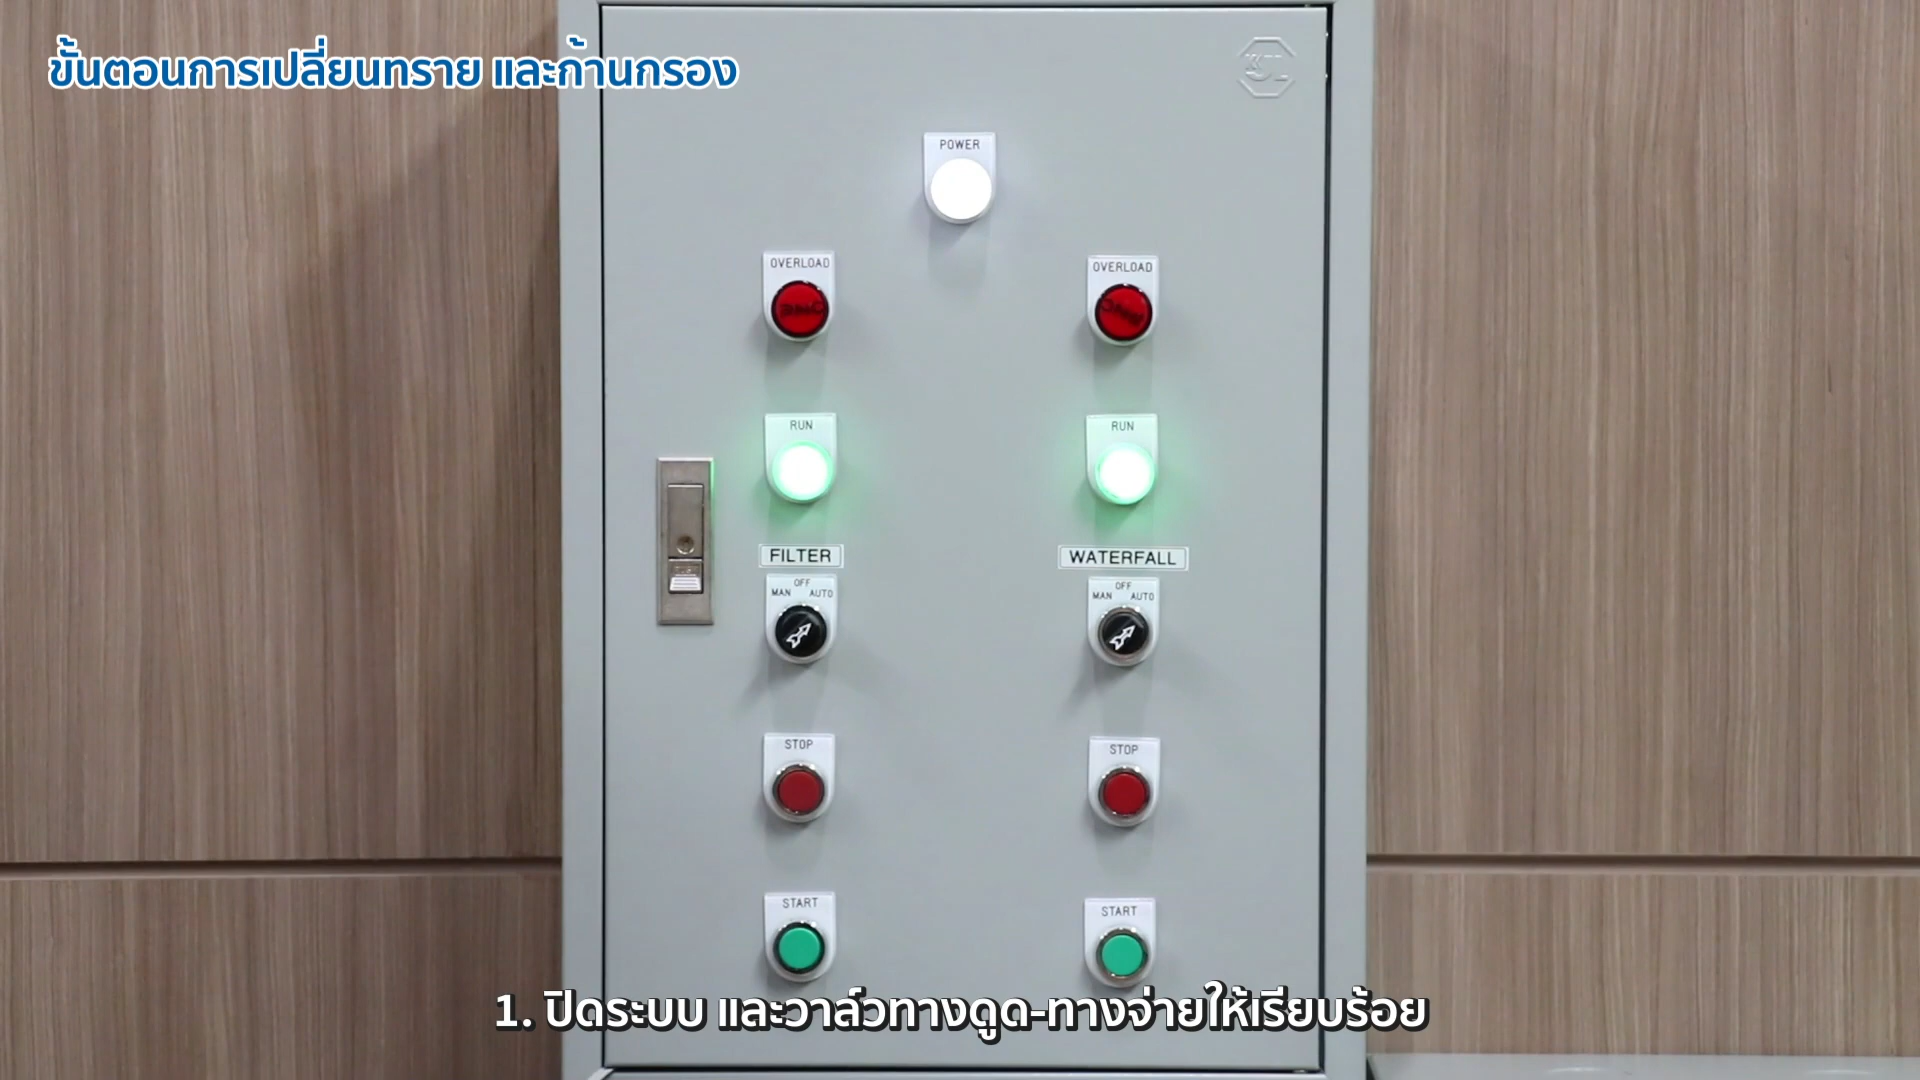 ขั้นตอนการเปลี่ยนทราย และก้านกรอง
POWER
OVERLOAD
OVERLOAD
RUN
RUN
FILTER
WATERFALL
OFF
MAN AUTO
OFF
MAN AUTO
STOP
STOP
START
START
1. ปิดระบบ และวาล์วทางดูด-ทางจ่ายให้เรียบร้อย